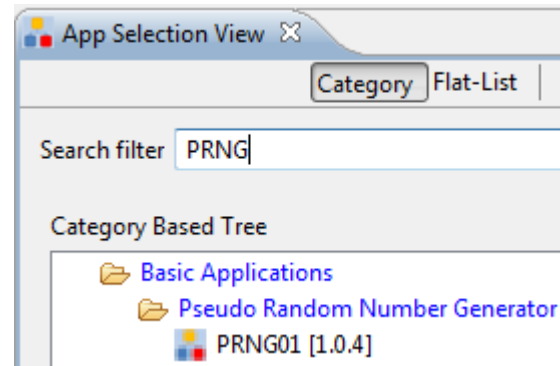 App Selection View
Category Flat-List
Search filter PRNG
Category Based Tree
Basic Applications
Pseudo Random Number Generator
PRNG01 [1.0.4]